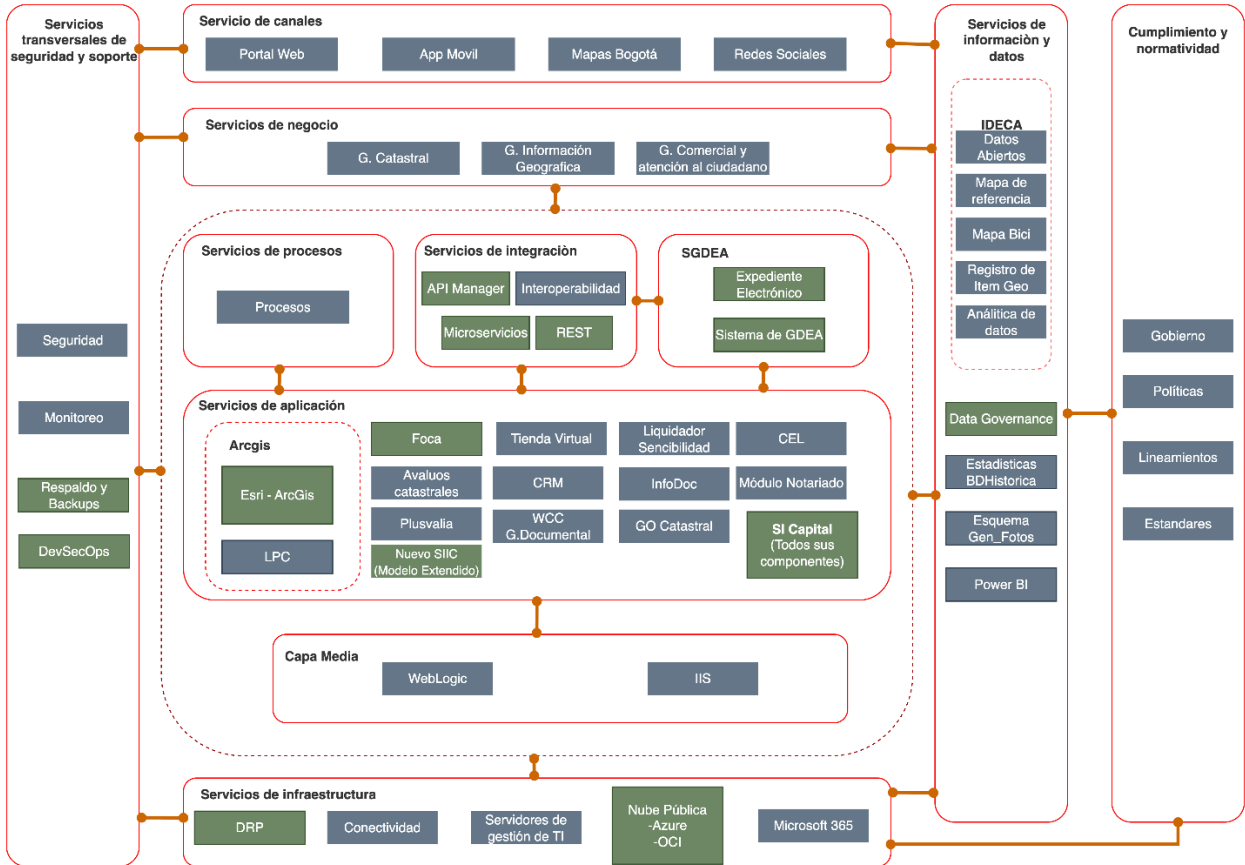 Servicios
transversales de
seguridad y soporte
Seguridad
Monitoreo
Respaldo y
Backups
DevSecOps
Servicio de canales
Portal Web
App Movil
Mapas Bogotá
Redes Sociales
Servicios de negocio
G. Catastral
G. Información
Geografica
G. Comercial y
atención al ciudadano
Servicios de procesos
Procesos
Servicios de integraciòn
API Manager
Interoperabilidad
Microservicios
REST
SGDEA
Expediente
Electrónico
Sistema de GDEA
Servicios de aplicación
Arcgis
Esri - ArcGis
LPC
Foca
Tienda Virtual
Liquidador
Sencibilidad
CEL
Avaluos
catastrales
CRM
InfoDoc
Módulo Notariado
Plusvalia
WCC
G.Documental
GO Catastral
SI Capital
(Todos sus
componentes)
Nuevo SIIC
(Modelo Extendido)
Capa Media
WebLogic
IIS
Servicios de infraestructura
DRP
Conectividad
Servidores de
gestión de TI
Nube Pública
-Azure
-OCI
Microsoft 365
Servicios de
informaciòn y
datos
IDECA
Datos
Abiertos
Mapa de
referencia
Mapa Bici
Registro de
Item Geo
Análitica de
datos
Data Governance
Estadisticas
BDHistorica
Esquema
Gen_Fotos
Power BI
Cumplimiento y
normatividad
Gobierno
Políticas
Lineamientos
Estandares